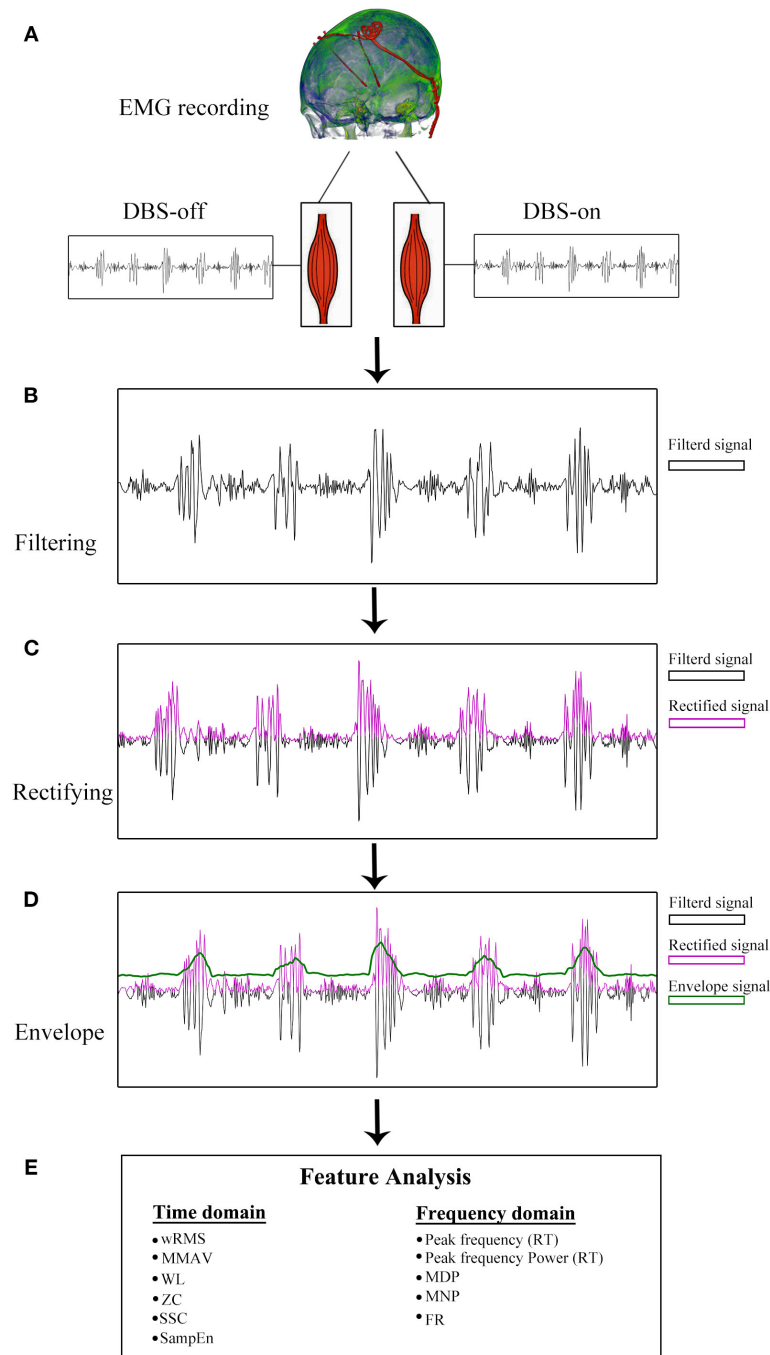 A
EMG recording
DBS-off
DBS-on
B
Filterd signal
Filtering
C
Filterd signal
Rectified signal
Rectifying
D
Filterd signal
Rectified signal
Envelope signal
Envelope
E
Feature Analysis
Time domain
• wRMS
• MMAV
• WL
• ZC
• SSC
• SampEn
Frequency domain
• Peak frequency (RT)
• Peak frequency Power (RT)
• MDP
• MNP
• FR